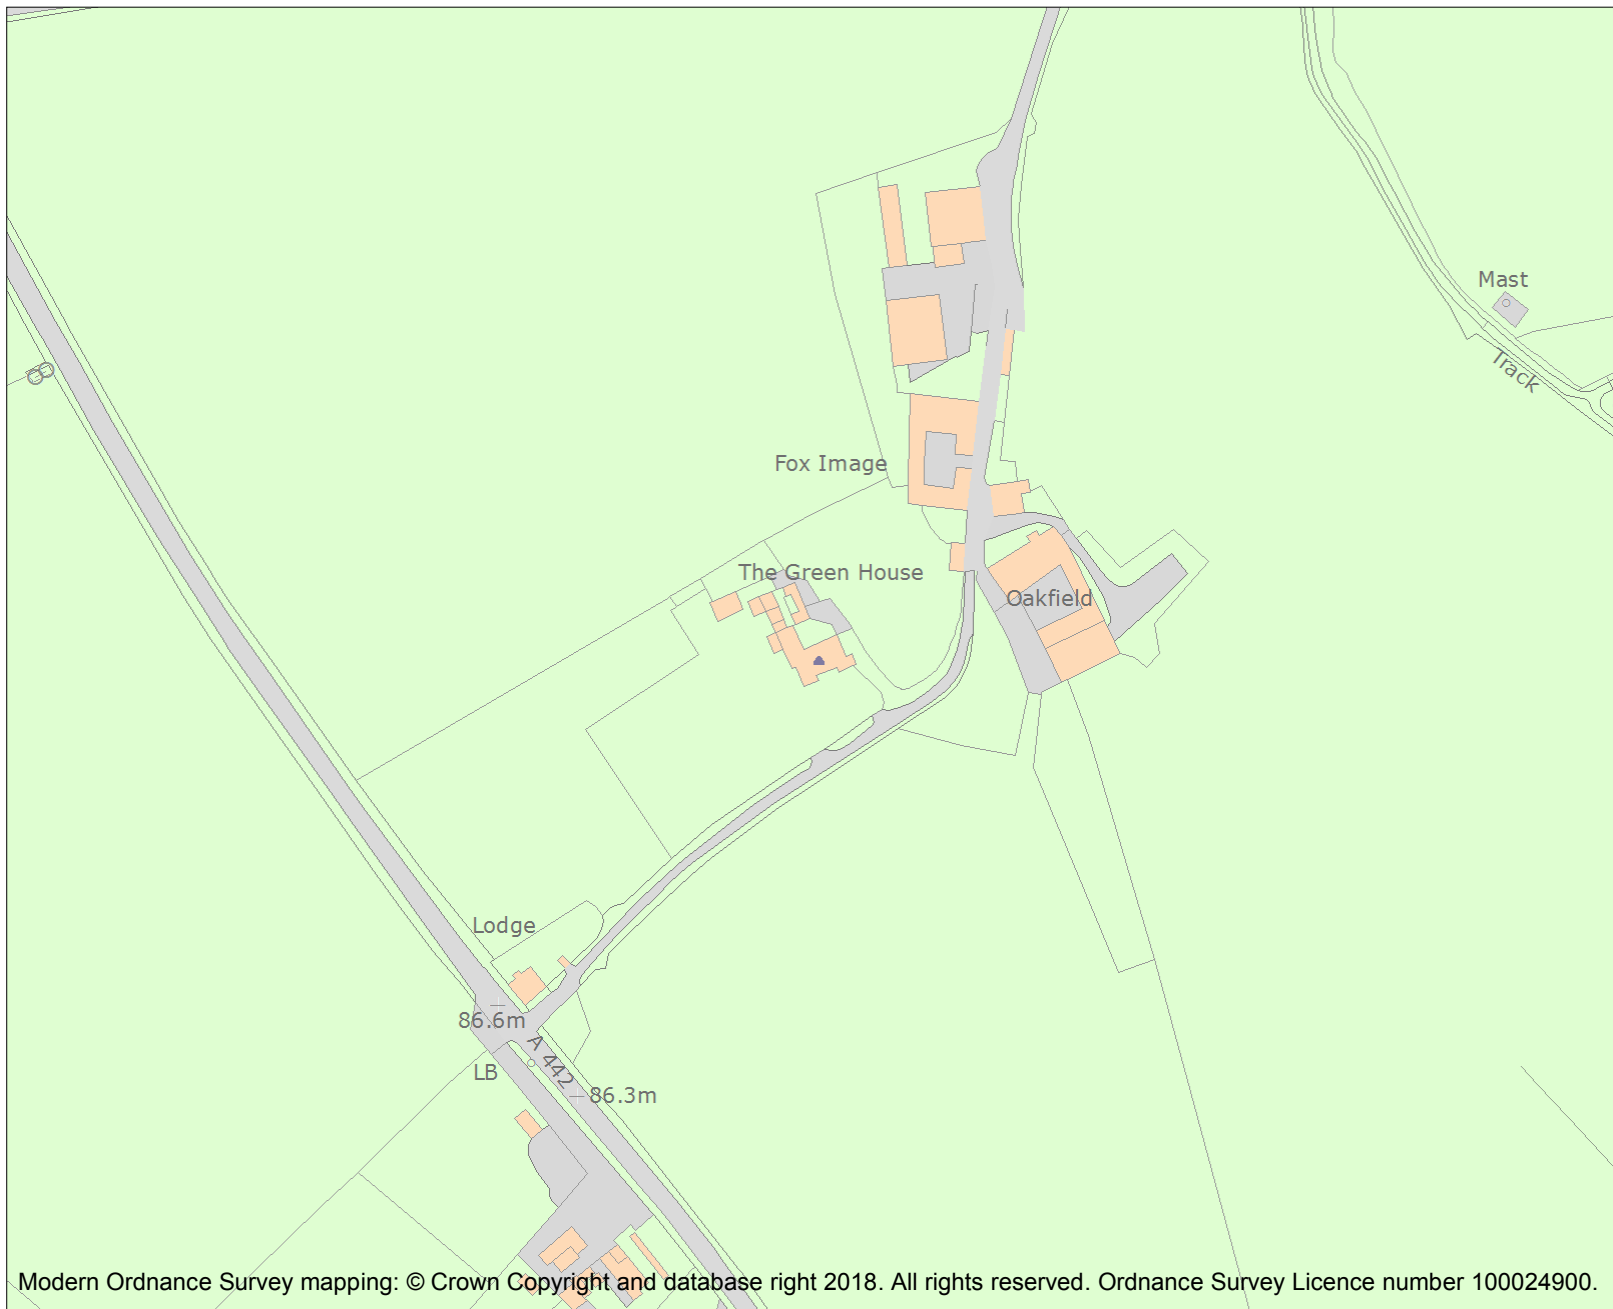 Mast
Track
Fox Image
The Green House
Oakfield
Lodge
86.6m
A 442
LB
86.3m
Modern Ordnance Survey mapping: © Crown Copyright and database right 2018. All rights reserved. Ordnance Survey Licence number 100024900.